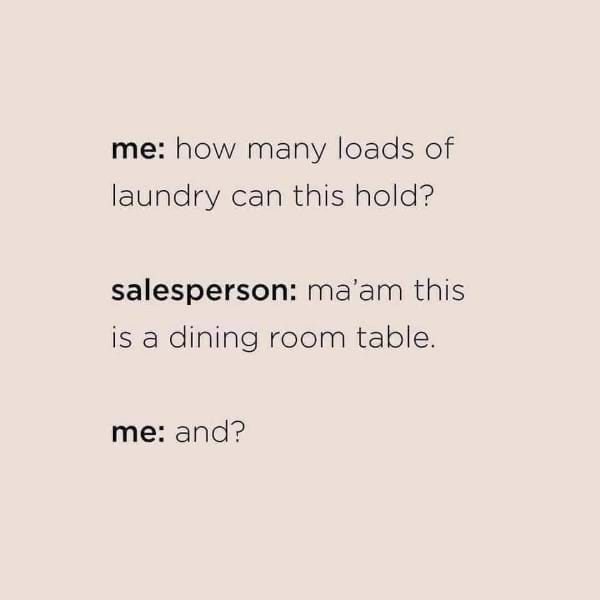 me: how many loads of
laundry can this hold?
salesperson: ma’am this
is a dining room table.
me: and?